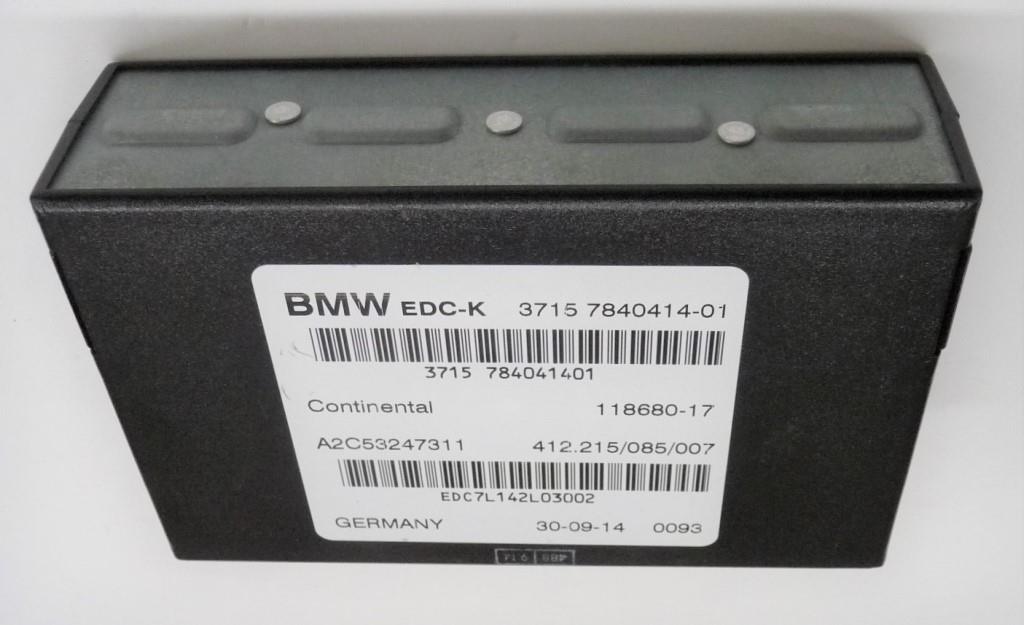 BMW EDC-K 3715 7840414-01
3715 784041401
Continental 118680-17
A2C53247311 412.215/085/007
EDC7L142L03002
GERMANY 30-09-14 0093